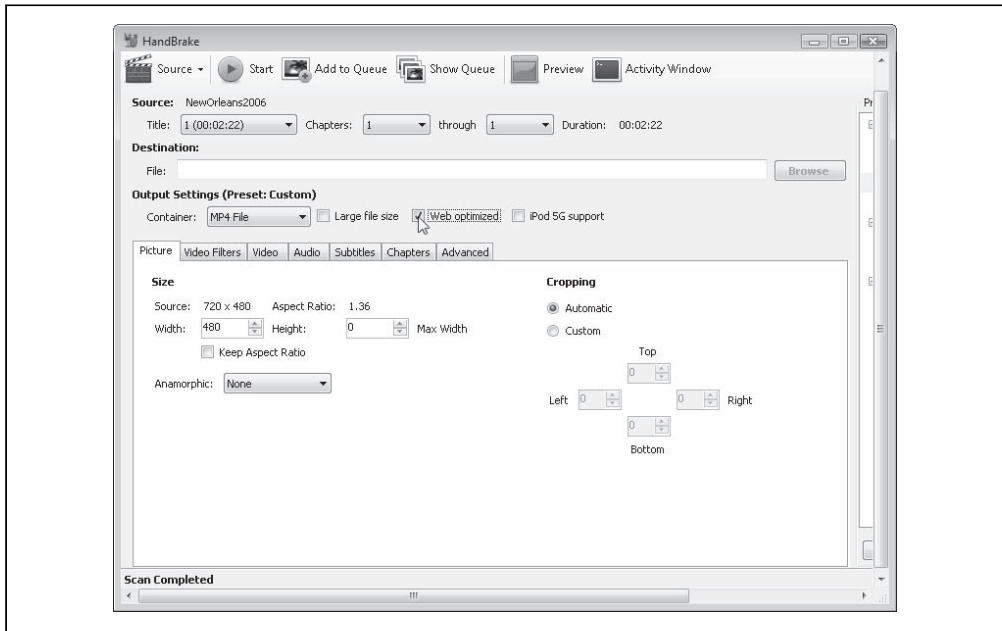 HandBrake
Source Start Add to Queue Show Queue Preview Activity Window
Source: NewOrleans2006
Title: 1 (00:02:22) Chapters: 1 through 1 Duration: 00:02:22
Destination:
File: Browse
Output Settings (Preset: Custom)
Container: MP4 File Large file size Web optimized iPod 5G support
Picture Video Filters Video Audio Subtitles Chapters Advanced
Size Cropping
Source: 720 x 480 Aspect Ratio: 1.36 Automatic
Width: 480 Height: 0 Max Width Custom
Keep Aspect Ratio Top
Anamorphic: None 0
Left 0 0 Right
0
Bottom
Scan Completed